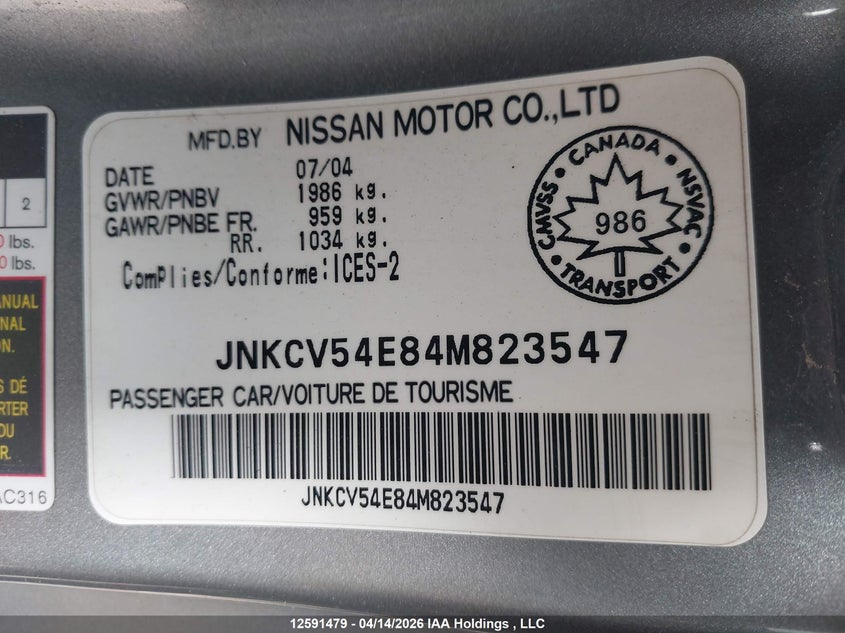 MFD.BY NISSAN MOTOR CO.,LTD
DATE 07/04
GVWR/PNBV 1986 kg.
GAWR/PNBE FR. 959 kg.
RR. 1034 kg.
ComPlies/Conforme:ICES-2
CANADA
CMVSS 986 NSVAC
TRANSPORT
JNKCV54E84M823547
PASSENGER CAR/VOITURE DE TOURISME
JNKCV54E84M823547
2
lbs.
0 lbs.
ANUAL
NAL
ON.
S DÉ
RTER
OU
R.
AC316
12591479 - 04/14/2026 IAA Holdings , LLC